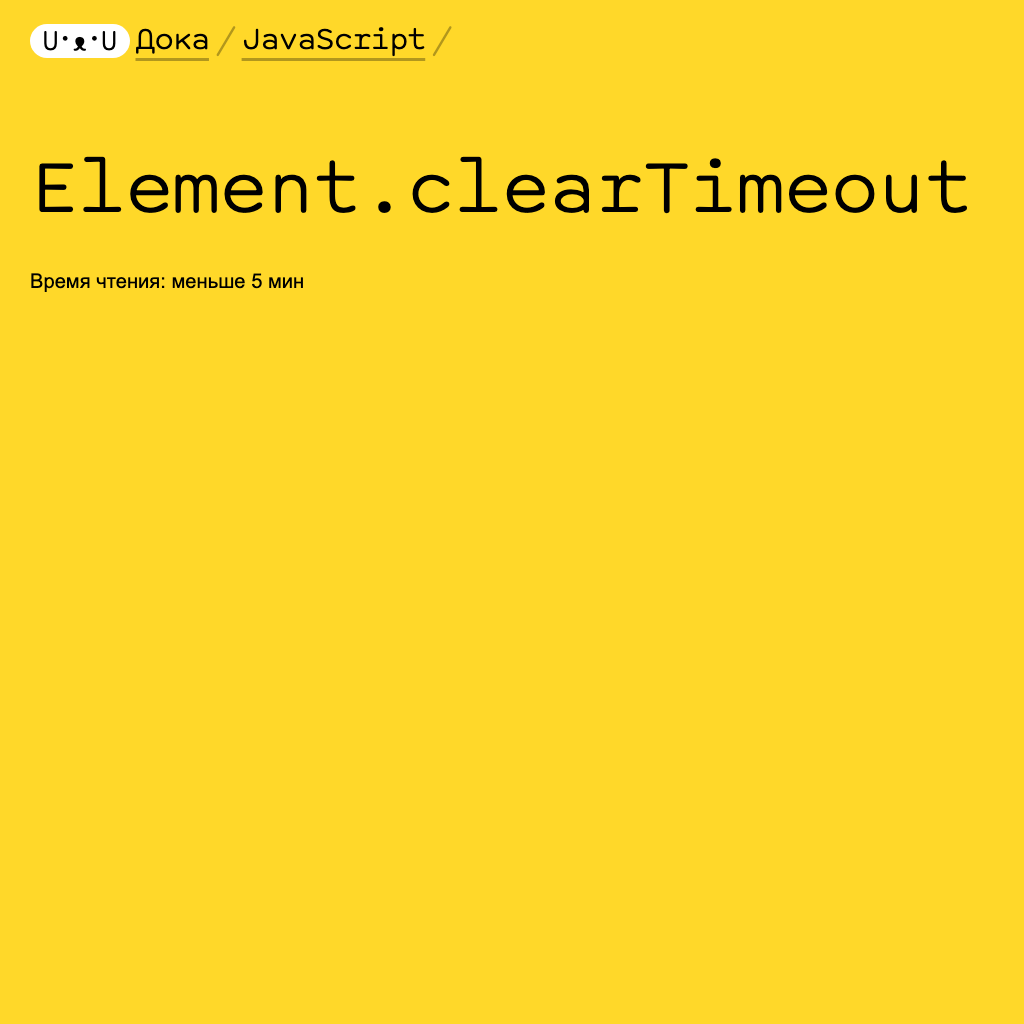 U·ᴥ·U Дока / JavaScript /
Element.clearTimeout
Время чтения: меньше 5 мин